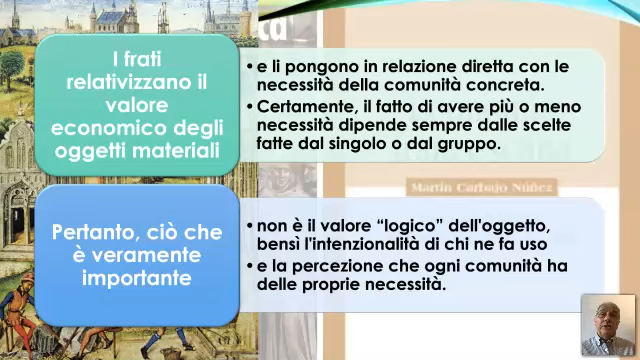 ca'
I frati
relativizzano il
valore
economico degli
oggetti materiali
• e li pongono in relazione diretta con le
necessità della comunità concreta.
• Certamente, il fatto di avere più o meno
necessità dipende sempre dalle scelte
fatte dal singolo o dal gruppo.
Martín Carbajo Núñez
Pertanto, ciò che
è veramente
importante
• non è il valore “logico” dell'oggetto,
bensì l'intenzionalità di chi ne fa uso
• e la percezione che ogni comunità ha
delle proprie necessità.